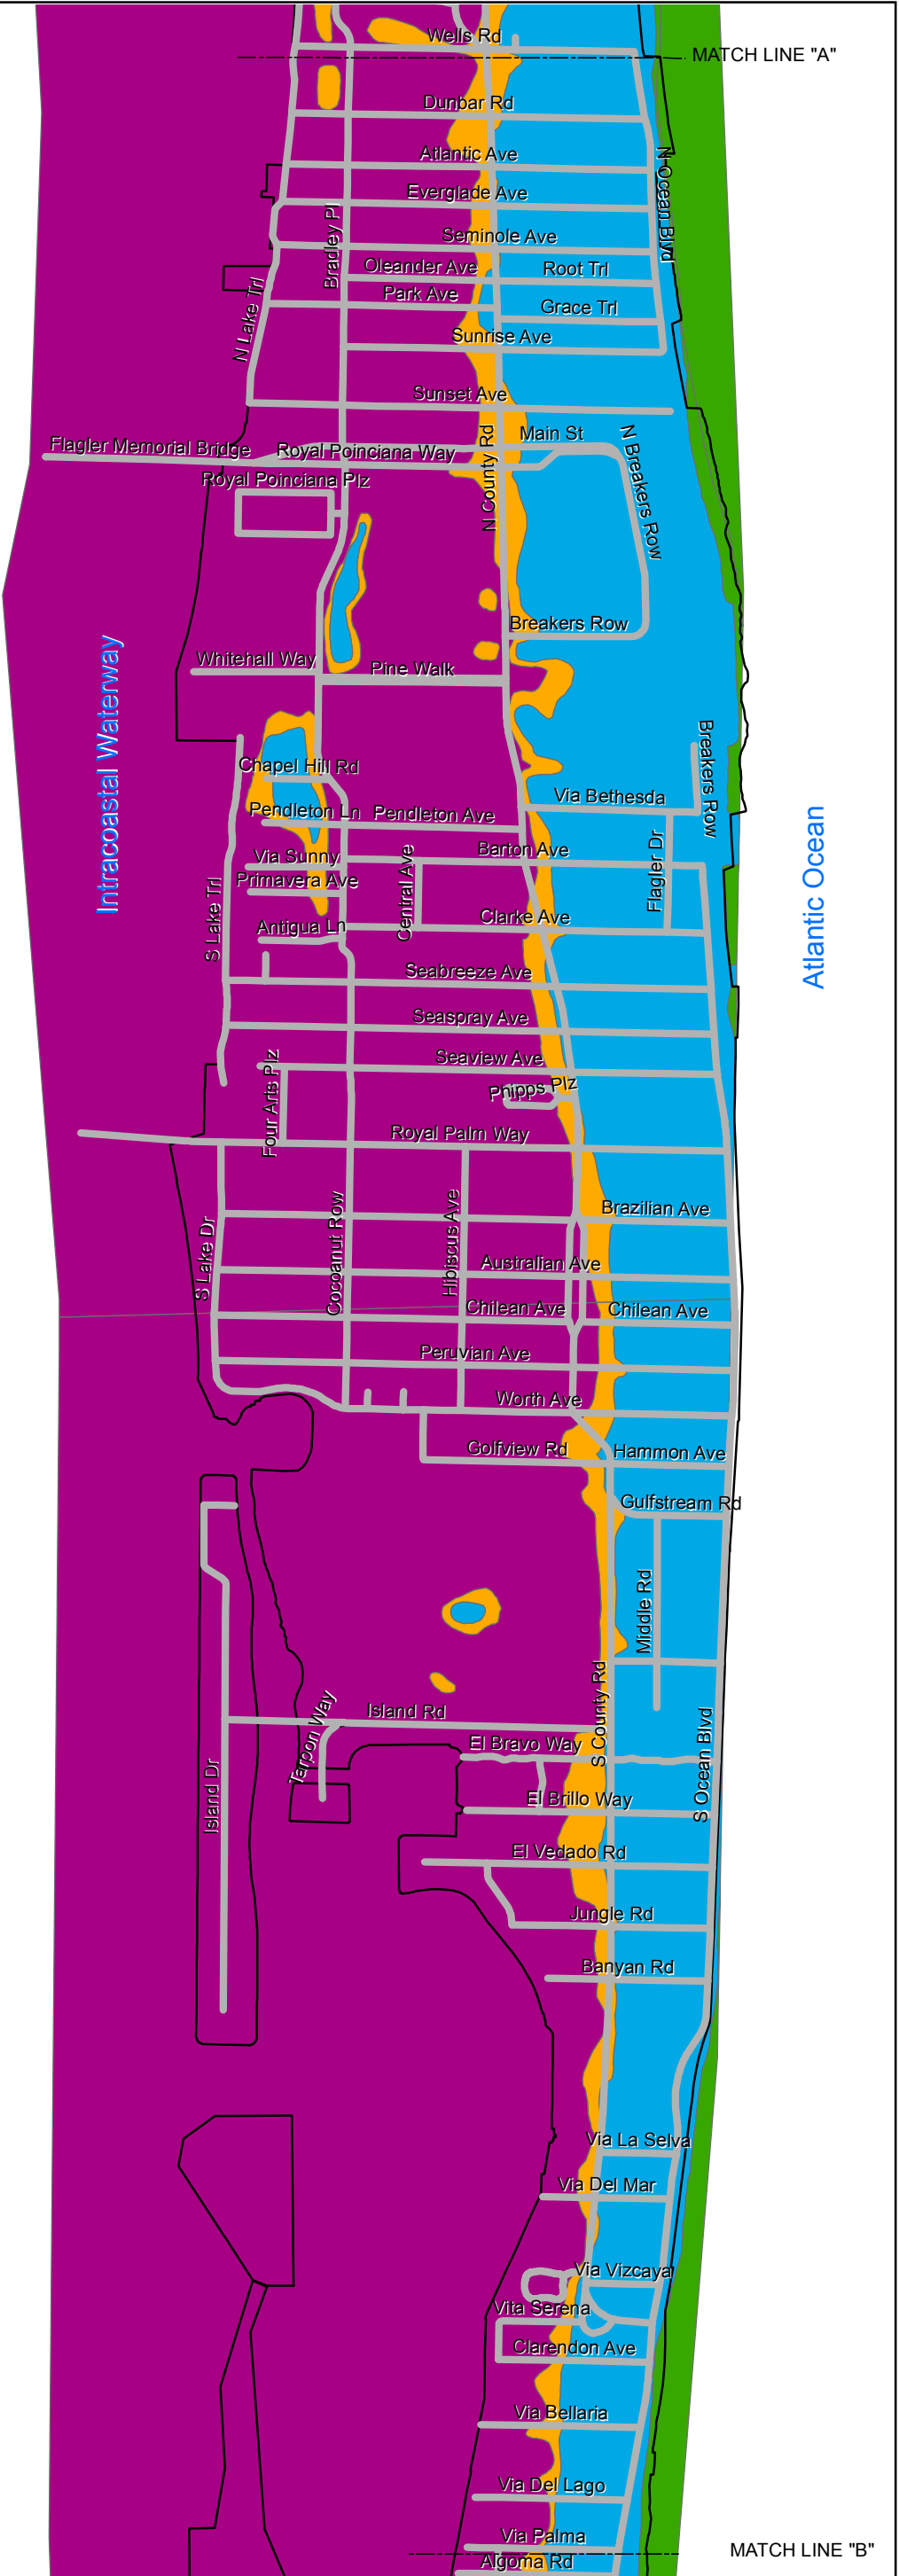 Wells Rd
MATCH LINE "A"
Dunbar Rd
Atlantic Ave
N Ocean Blvd
Everglade Ave
Bradley Pl
Seminole Ave
Oleander Ave
Root Trl
N Lake Trl
Park Ave
Grace Trl
Sunrise Ave
Sunset Ave
Main St
N Breakers Row
Flagler Memorial Bridge
Royal Poinciana Way
N County Rd
Royal Poinciana Plz
Breakers Row
Intracoastal Waterway
Whitehall Way
Pine Walk
Breakers Row
Chapel Hill Rd
Via Bethesda
Pendleton Ln
Pendleton Ave
Atlantic Ocean
Via Sunny
Central Ave
Barton Ave
Flagler Dr
Primavera Ave
S Lake Trl
Antigua Ln
Clarke Ave
Seabreeze Ave
Seaspray Ave
Four Arts Plz
Seaview Ave
Phipps Plz
Royal Palm Way
S Lake Dr
Cocoanut Row
Hibiscus Ave
Brazilian Ave
Australian Ave
Chilean Ave
Chilean Ave
Peruvian Ave
Worth Ave
Golfview Rd
Hammon Ave
Gulfstream Rd
Middle Rd
S County Rd
Tarpon Way
Island Rd
S Ocean Blvd
El Bravo Way
Island Dr
El Brillo Way
El Vedado Rd
Jungle Rd
Banyan Rd
Via La Selva
Via Del Mar
Via Vizcaya
Vita Serena
Clarendon Ave
Via Bellaria
Via Del Lago
Via Palma
MATCH LINE "B"
Algoma Rd